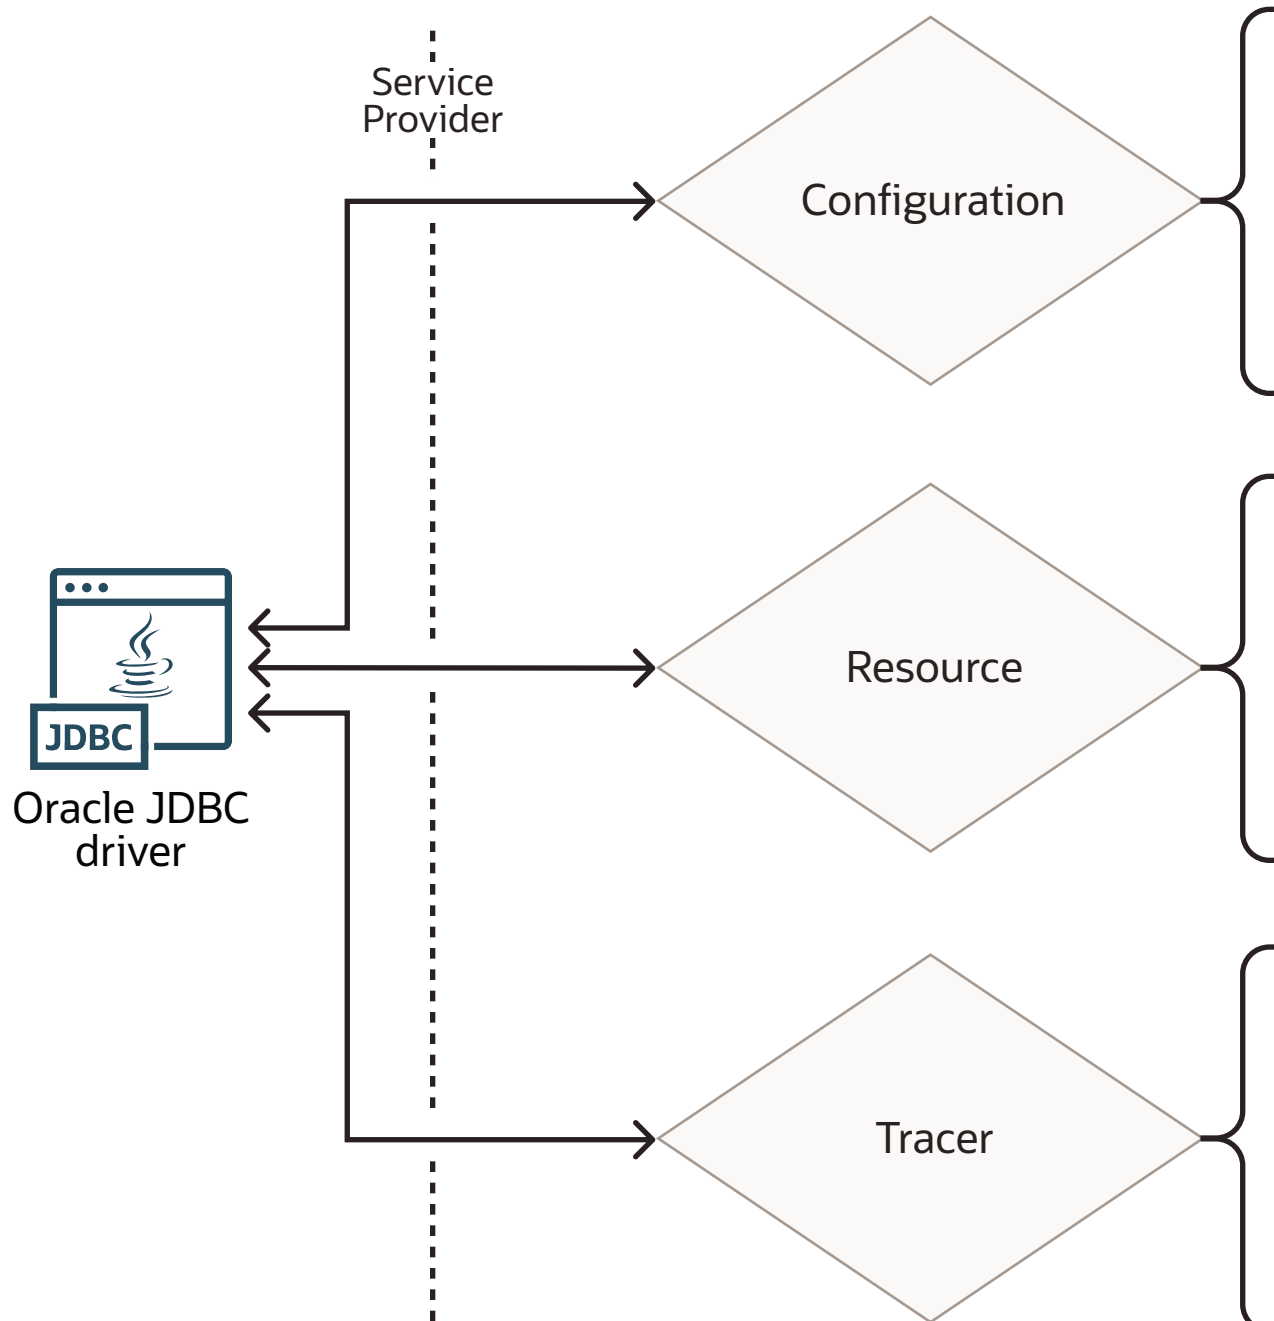 Service
Provider
Configuration
Resource
JDBC
Oracle JDBC
driver
Tracer